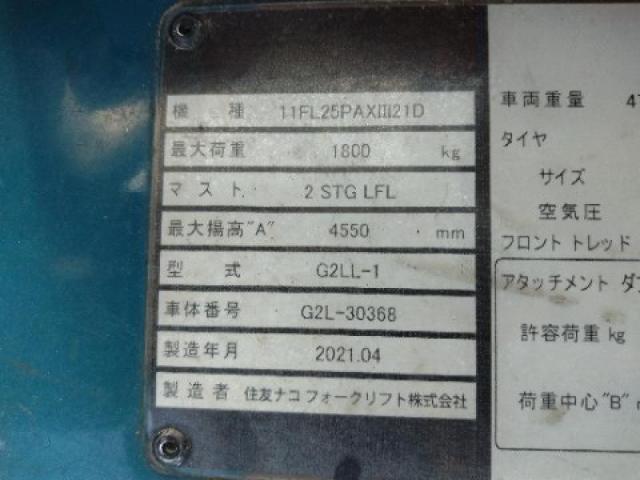 機 種 11FL25PAXⅢ21D
最大荷重 1800 kg
マスト 2 STG LFL
最大揚高"A" 4550 mm
型 式 G2LL-1
車体番号 G2L-30368
製造年月 2021.04
製造者 住友ナコ フォークリフト株式会社
車両重量
タイヤ
サイズ
空気圧
フロント トレッド
アタッチメント
許容荷重 kg
荷重中心"B"